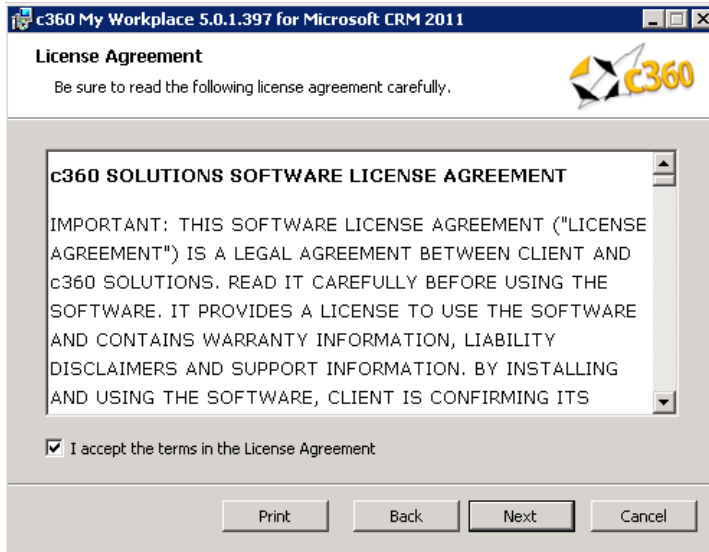 c360 My Workplace 5.0.1.397 for Microsoft CRM 2011
License Agreement
Be sure to read the following license agreement carefully.
c360
c360 SOLUTIONS SOFTWARE LICENSE AGREEMENT
IMPORTANT: THIS SOFTWARE LICENSE AGREEMENT ("LICENSE
AGREEMENT") IS A LEGAL AGREEMENT BETWEEN CLIENT AND
c360 SOLUTIONS. READ IT CAREFULLY BEFORE USING THE
SOFTWARE. IT PROVIDES A LICENSE TO USE THE SOFTWARE
AND CONTAINS WARRANTY INFORMATION, LIABILITY
DISCLAIMERS AND SUPPORT INFORMATION. BY INSTALLING
AND USING THE SOFTWARE, CLIENT IS CONFIRMING ITS
I accept the terms in the License Agreement
Print Back Next Cancel